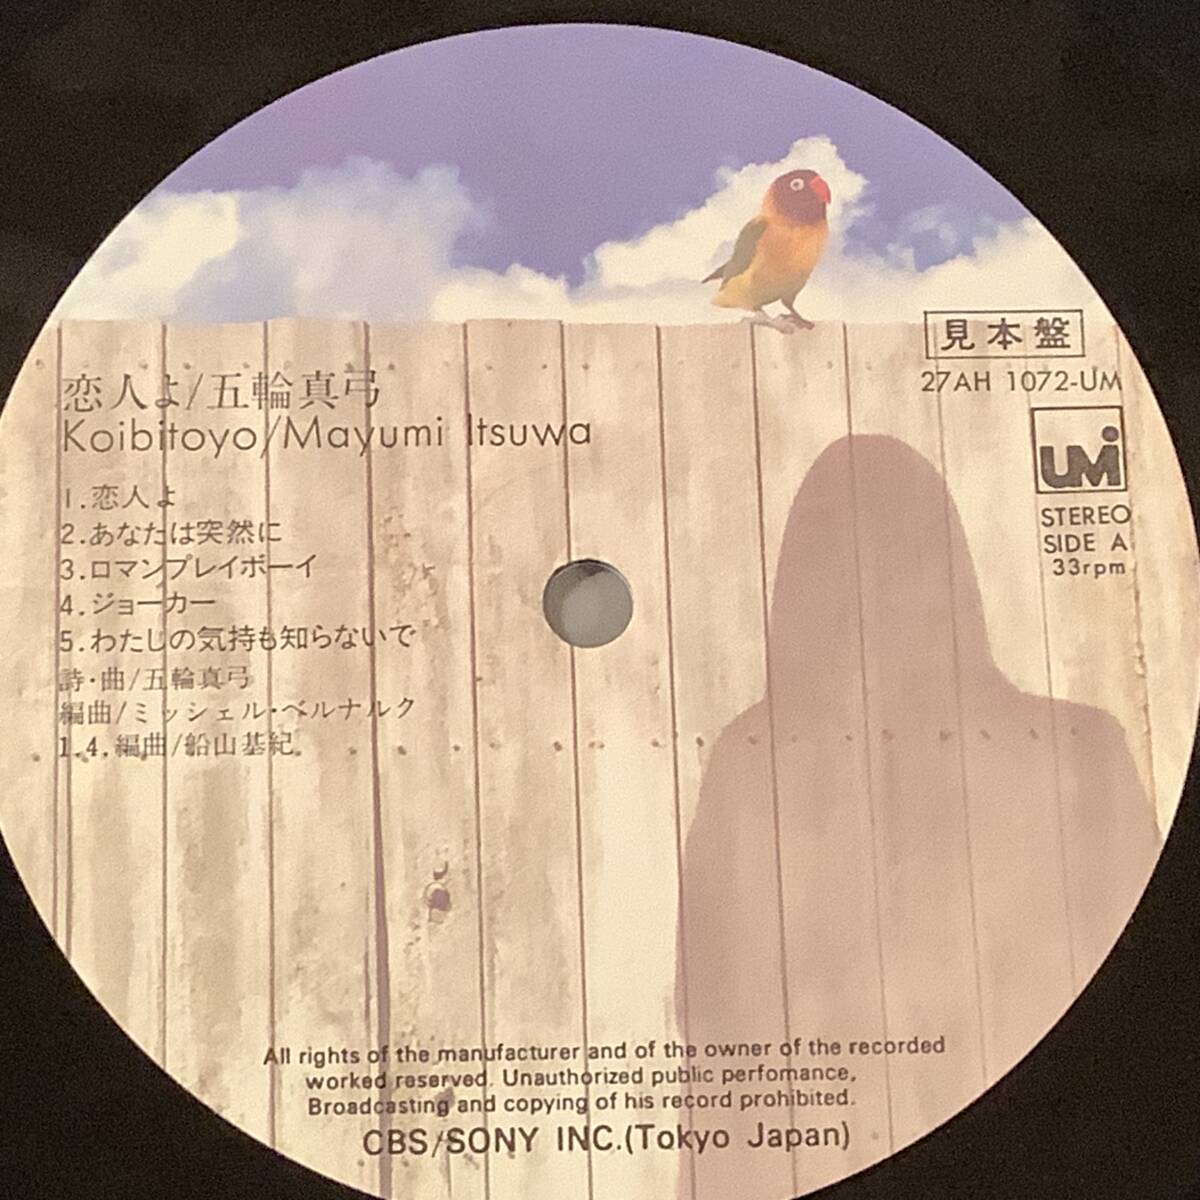 見本盤
27AH 1072-UM
UMI
STEREO
SIDE A
33rpm
恋人よ/五輪真弓
Koibitoyo/Mayumi Itsuwa
1.恋人よ
2.あなたは突然に
3.ロマンプレイボーイ
4.ジョーカー
5.わたしの気持も知らないで
詩・曲/五輪真弓
編曲/ミッシェル・ベルナルク
1.4.編曲/船山基紀
All rights of the manufacturer and of the owner of the recorded
worked reserved. Unauthorized public perfomance,
Broadcasting and copying of his record prohibited.
CBS/SONY INC.(Tokyo Japan)